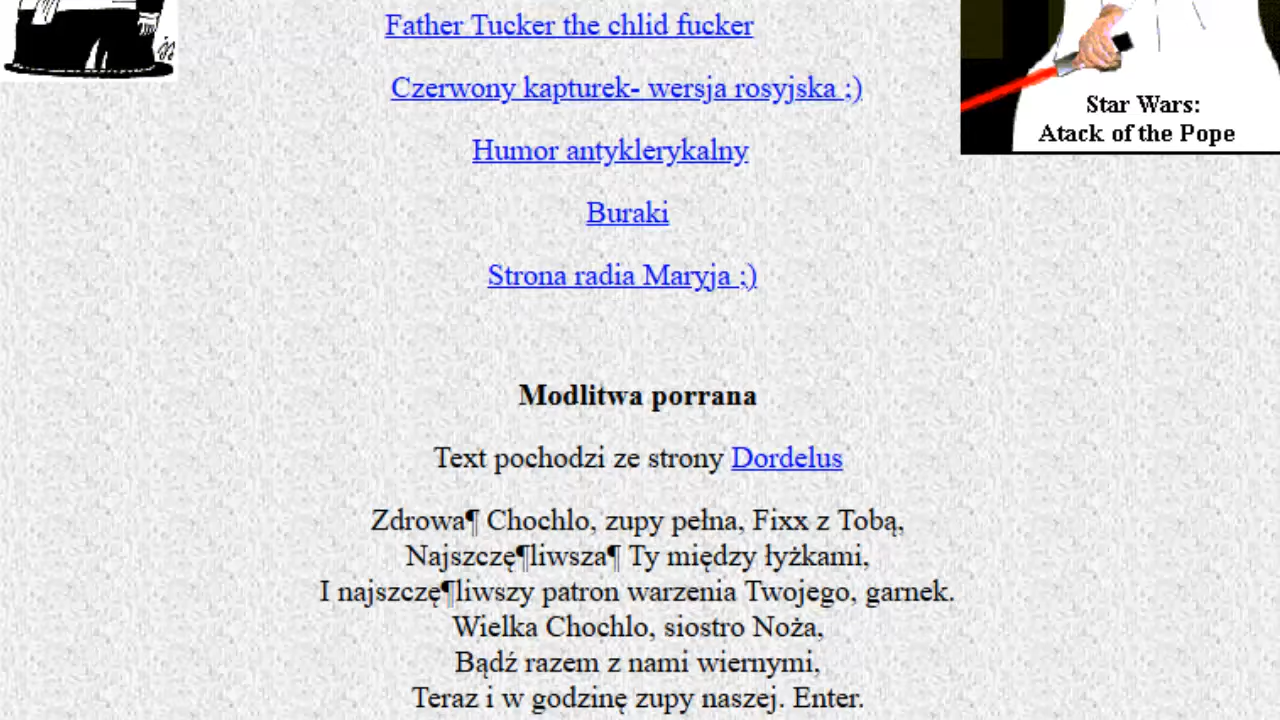 Father Tucker the chlid fucker
Czerwony kapturek- wersja rosyjska :)
Star Wars:
Atack of the Pope
Humor antyklerykalny
Buraki
Strona radia Maryja ;)
Modlitwa porrana
Text pochodzi ze strony Dordelus
Zdrowa¶ Chochlo, zupy pełna, Fixx z Tobą,
Najszczę¶liwsza¶ Ty między łyżkami,
I najszczę¶liwszy patron warzenia Twojego, garnek.
Wielka Chochlo, siostro Noża,
Bądź razem z nami wiernymi,
Teraz i w godzinę zupy naszej. Enter.